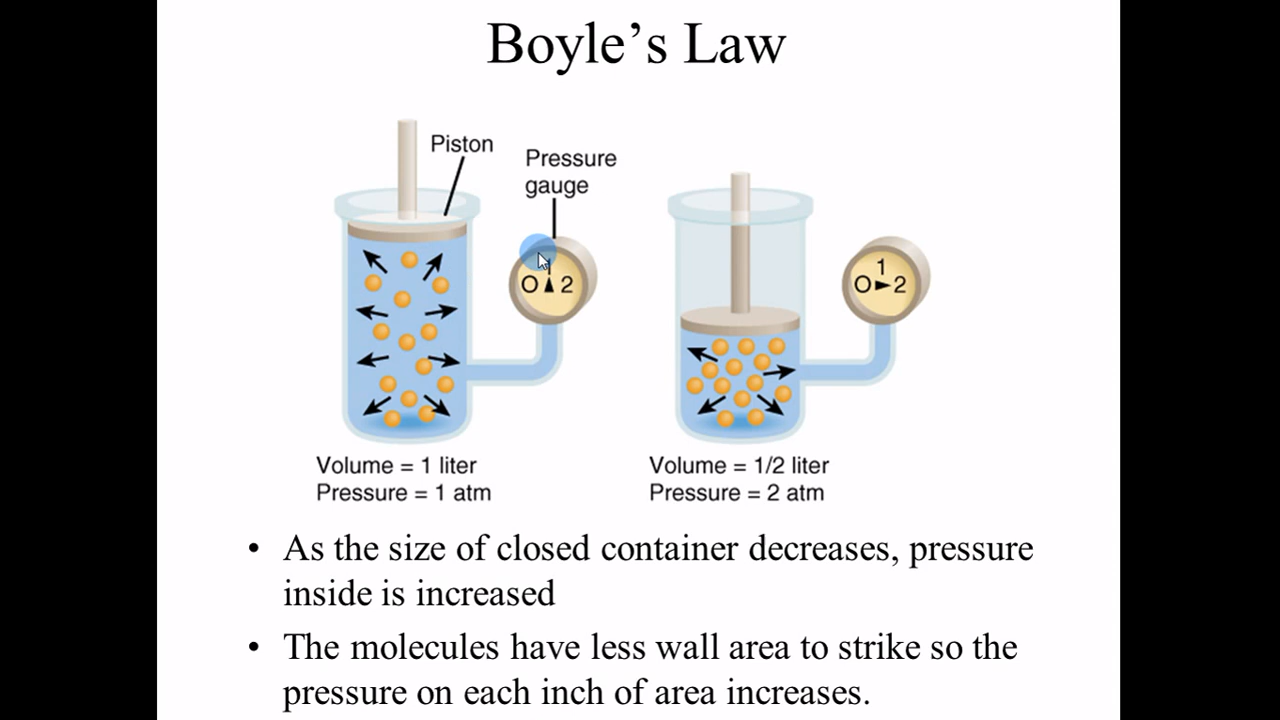 Boyle's Law
Piston
Pressure
gauge
O 2
1
O 2
Volume = 1 liter
Pressure = 1 atm
Volume = 1/2 liter
Pressure = 2 atm
• As the size of closed container decreases, pressure
inside is increased
• The molecules have less wall area to strike so the
pressure on each inch of area increases.